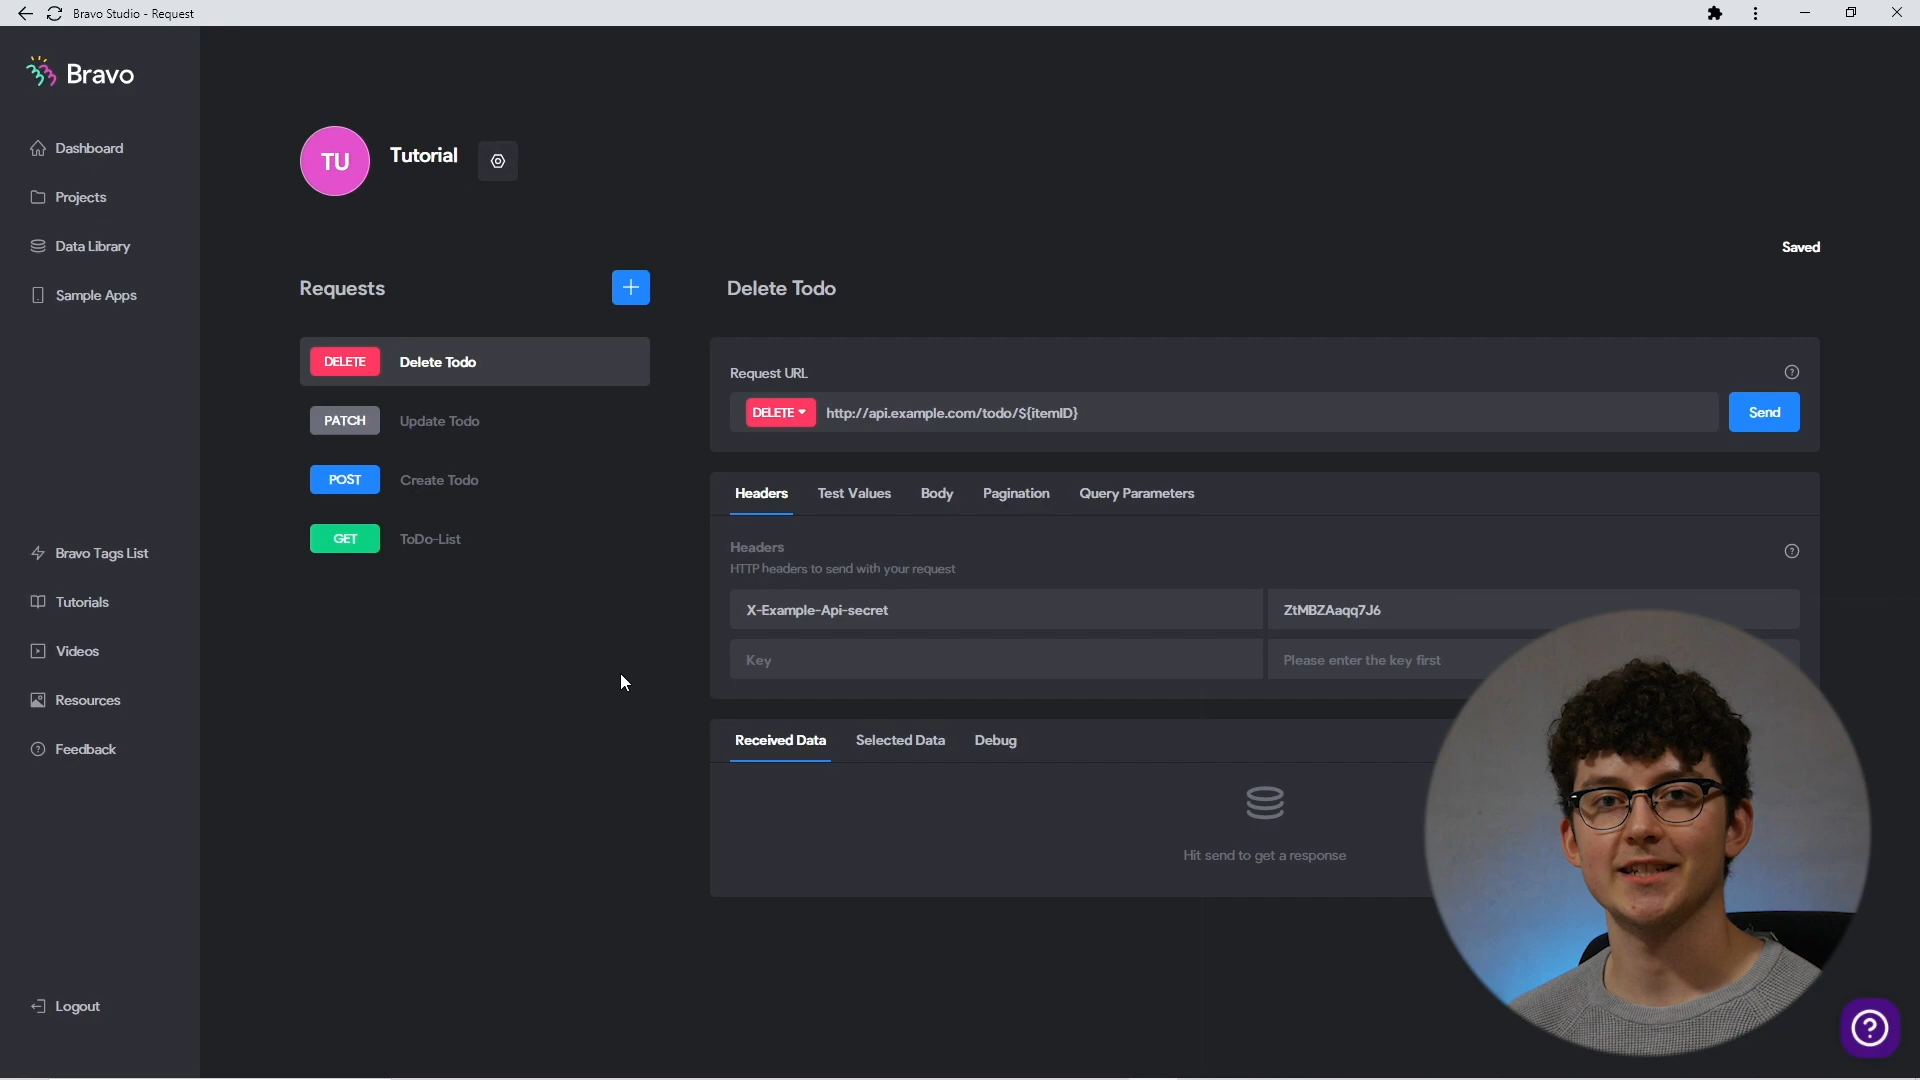 Bravo Studio - Request
Bravo
Dashboard
Projects
Data Library
Sample Apps
Bravo Tags List
Tutorials
Videos
Resources
Feedback
Logout
TU
Tutorial
Saved
Requests
DELETE Delete Todo
PATCH Update Todo
POST Create Todo
GET ToDo-List
Delete Todo
Request URL
DELETE http://api.example.com/todo/${itemID}
Send
Headers Test Values Body Pagination Query Parameters
Headers
HTTP headers to send with your request
X-Example-Api-secret ZtMBZAaqq7J6
Key Please enter the key first
Received Data Selected Data Debug
Hit send to get a response